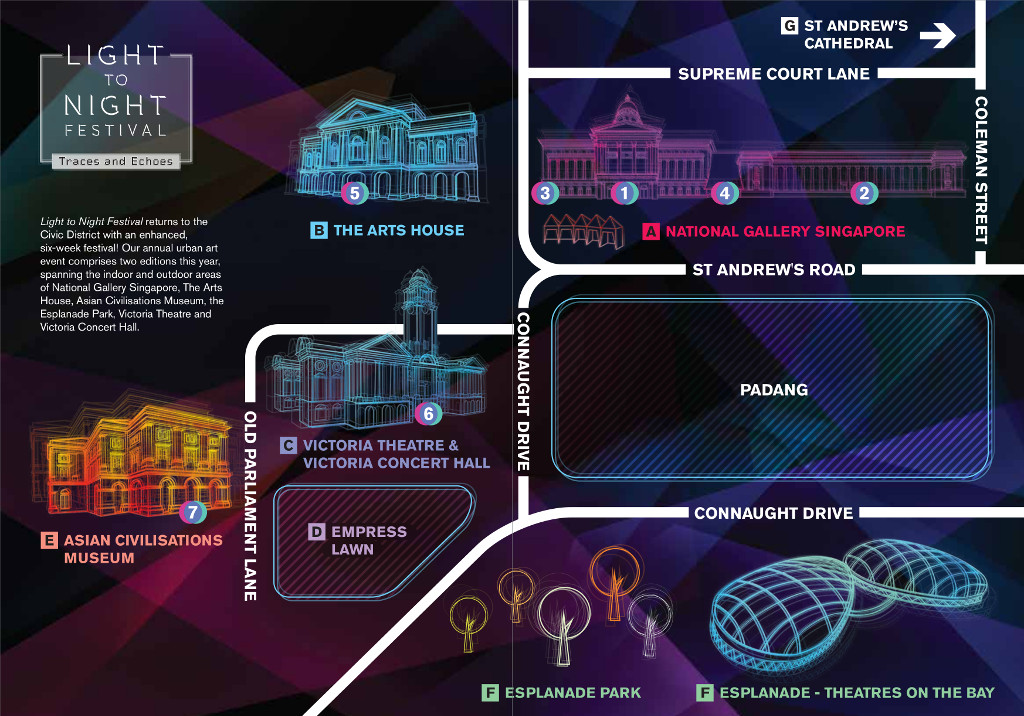 LIGHT
TO
NIGHT
FESTIVAL
Traces and Echoes
Light to Night Festival returns to the
Civic District with an enhanced,
six-week festival! Our annual urban art
event comprises two editions this year,
spanning the indoor and outdoor areas
of National Gallery Singapore, The Arts
House, Asian Civilisations Museum, the
Esplanade Park, Victoria Theatre and
Victoria Concert Hall.
G ST ANDREW'S
CATHEDRAL
SUPREME COURT LANE
COLEMAN STREET
5
B THE ARTS HOUSE
3
1
4
2
A NATIONAL GALLERY SINGAPORE
ST ANDREW'S ROAD
CONNAUGHT DRIVE
PADANG
6
C VICTORIA THEATRE &
VICTORIA CONCERT HALL
OLD PARLIAMENT LANE
7
E ASIAN CIVILISATIONS
MUSEUM
D EMPRESS
LAWN
CONNAUGHT DRIVE
F ESPLANADE PARK
F ESPLANADE - THEATRES ON THE BAY